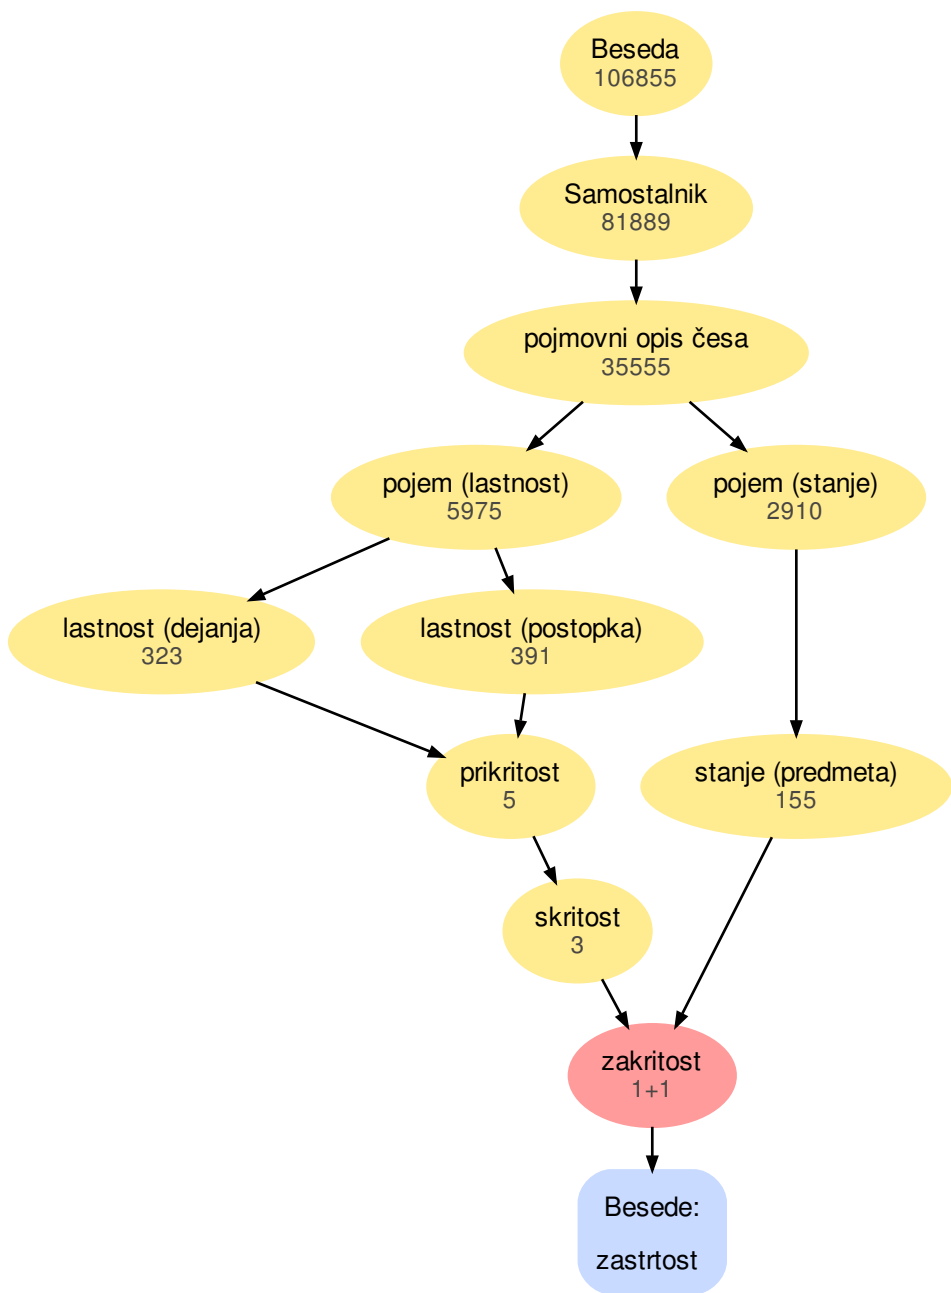 Beseda
106855
Samostalnik
81889
pojmovni opis česa
35555
pojem (lastnost)
5975
pojem (stanje)
2910
lastnost (dejanja)
323
lastnost (postopka)
391
prikritost
5
stanje (predmeta)
155
skritost
3
zakritost
1+1
Besede:
zastrtost